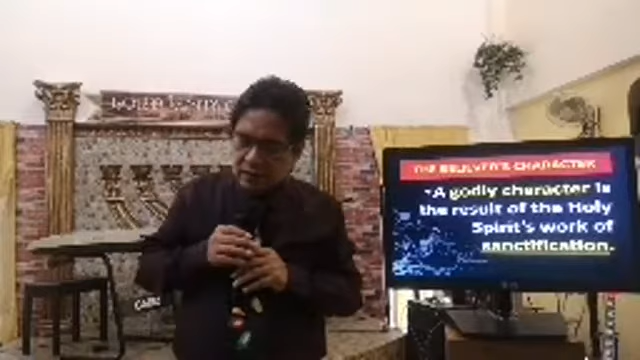 THE BELIEVER'S CHARACTER
"A godly character is
the result of the Holy
Spirit's work of
sanctification.